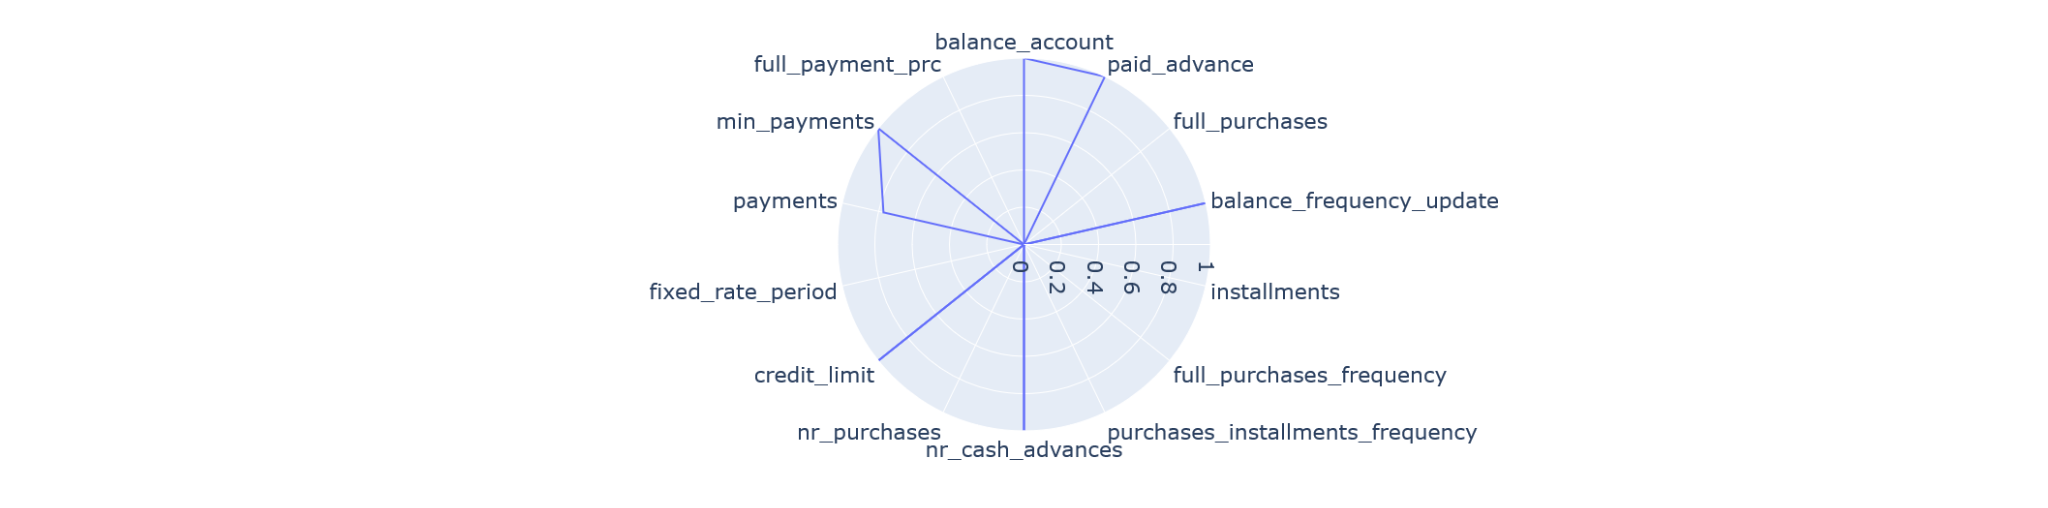 balance_account
full_payment_prc
paid_advance
min_payments
full_purchases
payments
balance_frequency_update
0
0.2
0.4
0.6
0.8
1
fixed_rate_period
installments
credit_limit
full_purchases_frequency
nr_purchases
purchases_installments_frequency
nr_cash_advances